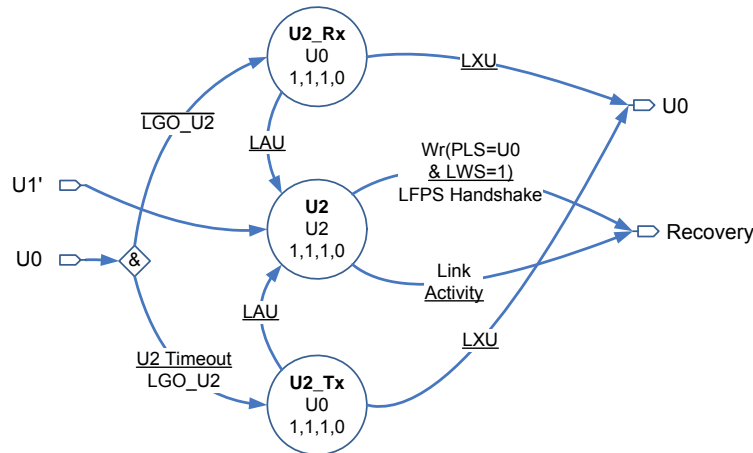 U2_Rx
U0
1,1,1,0
LXU
U0
LGO_U2
LAU
Wr(PLS=U0
& LWS=1)
LFPS Handshake
U1'
U2
U2
1,1,1,0
Recovery
U0
&
Link
Activity
LAU
LXU
U2 Timeout
LGO_U2
U2_Tx
U0
1,1,1,0